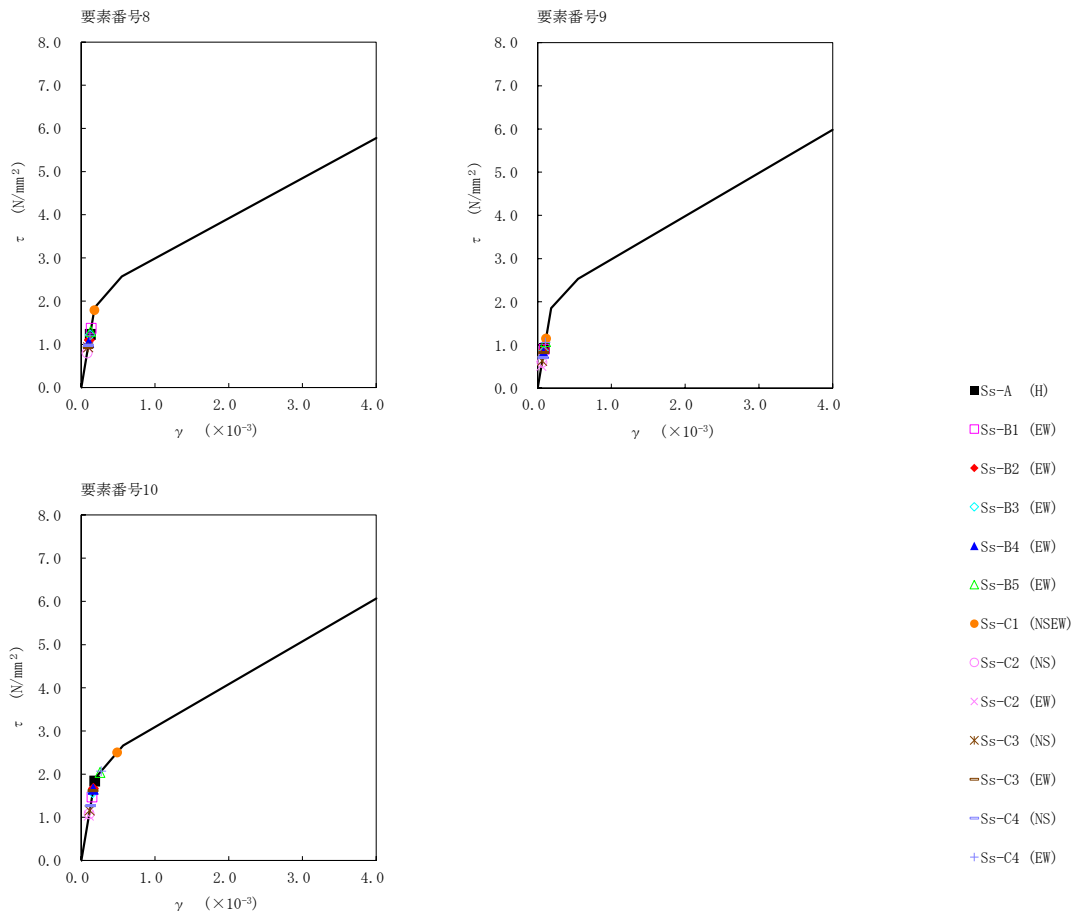 要素番号8
8.0
7.0
6.0
5.0
4.0
3.0
2.0
1.0
0.0
τ (N/mm²)
0.0 1.0 2.0 3.0 4.0
γ (×10⁻³)
要素番号9
8.0
7.0
6.0
5.0
4.0
3.0
2.0
1.0
0.0
τ (N/mm²)
0.0 1.0 2.0 3.0 4.0
γ (×10⁻³)
要素番号10
8.0
7.0
6.0
5.0
4.0
3.0
2.0
1.0
0.0
τ (N/mm²)
0.0 1.0 2.0 3.0 4.0
γ (×10⁻³)
Ss-A (H)
Ss-B1 (EW)
Ss-B2 (EW)
Ss-B3 (EW)
Ss-B4 (EW)
Ss-B5 (EW)
Ss-C1 (NSEW)
Ss-C2 (NS)
Ss-C2 (EW)
Ss-C3 (NS)
Ss-C3 (EW)
Ss-C4 (NS)
Ss-C4 (EW)